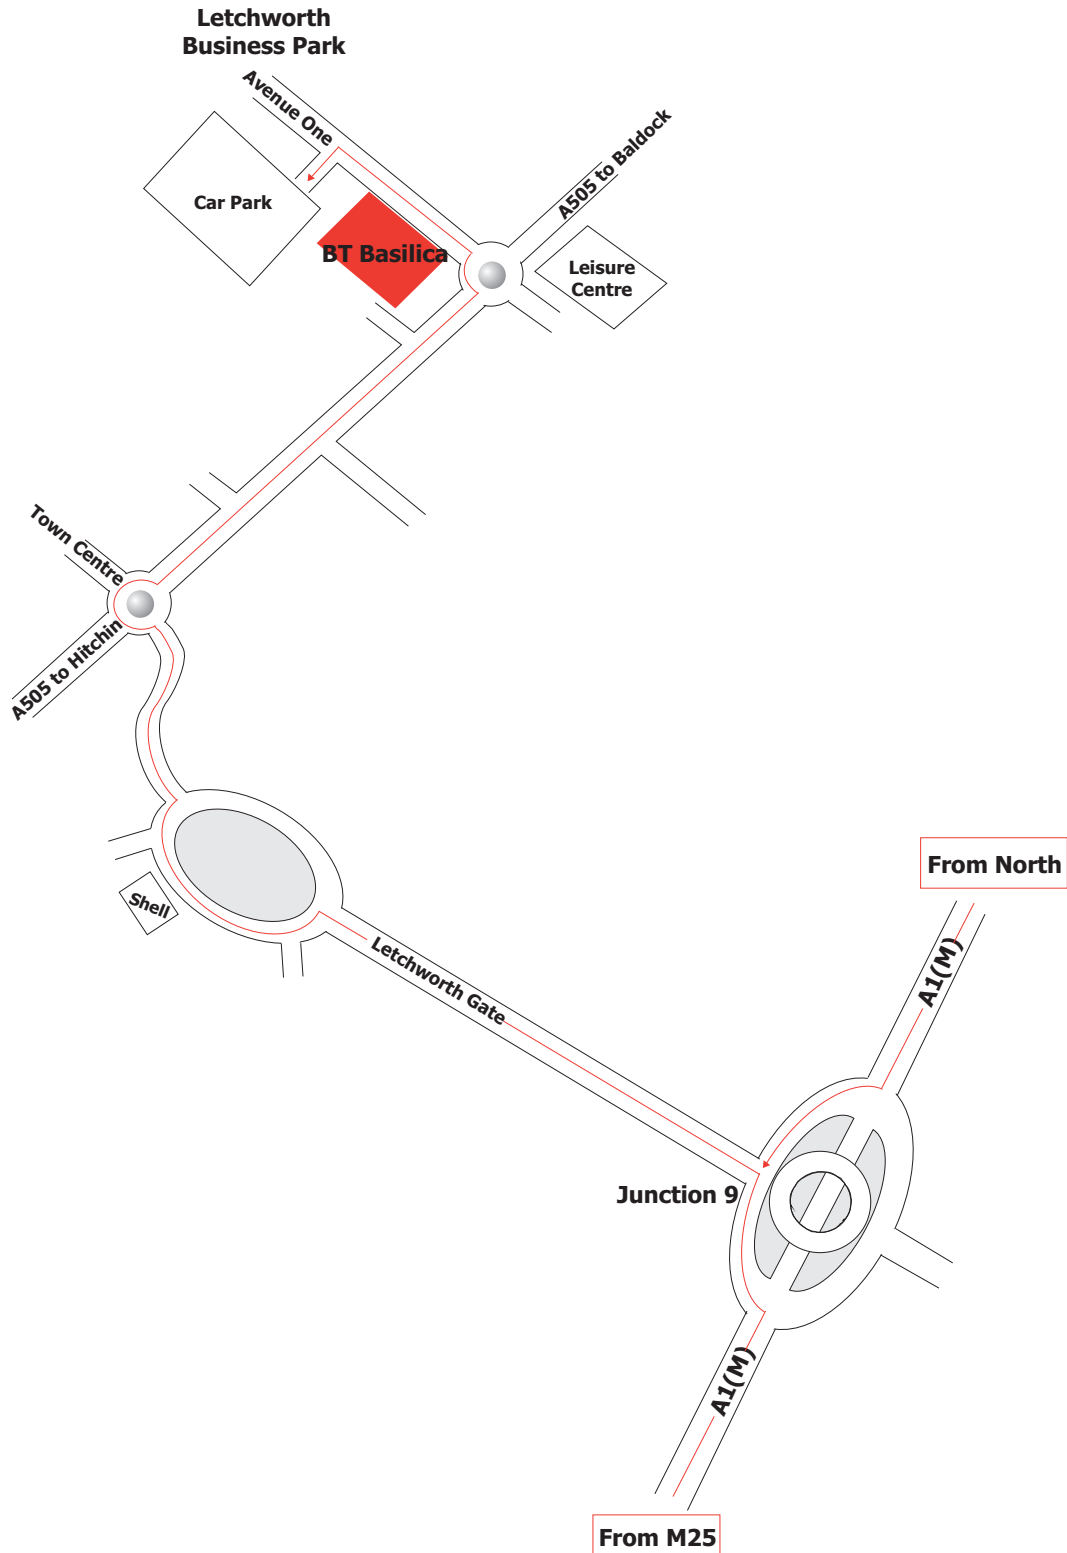 Letchworth
Business Park
Avenue One
A505 to Baldock
Car Park
BT Basilica
Leisure
Centre
Town Centre
A505 to Hitchin
Shell
From North
A1(M)
Letchworth Gate
Junction 9
A1(M)
From M25